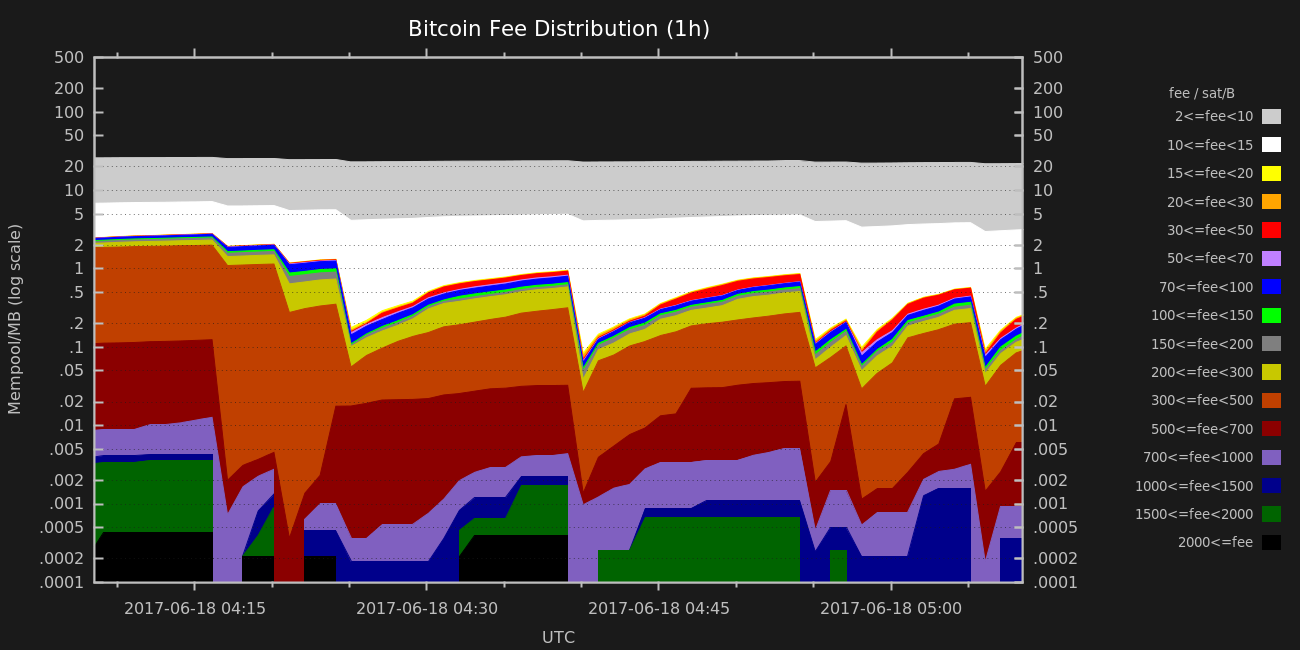 Bitcoin Fee Distribution (1h)
500 500
200 200
100 100
50 50
20 20
10 10
5 5
2 2
1 1
.5 .5
.2 .2
.1 .1
.05 .05
.02 .02
.01 .01
.005 .005
.002 .002
.001 .001
.0005 .0005
.0002 .0002
.0001 .0001
Mempool/MB (log scale)
2017-06-18 04:15 2017-06-18 04:30 2017-06-18 04:45 2017-06-18 05:00
UTC
fee / sat/B
2<=fee<10
10<=fee<15
15<=fee<20
20<=fee<30
30<=fee<50
50<=fee<70
70<=fee<100
100<=fee<150
150<=fee<200
200<=fee<300
300<=fee<500
500<=fee<700
700<=fee<1000
1000<=fee<1500
1500<=fee<2000
2000<=fee